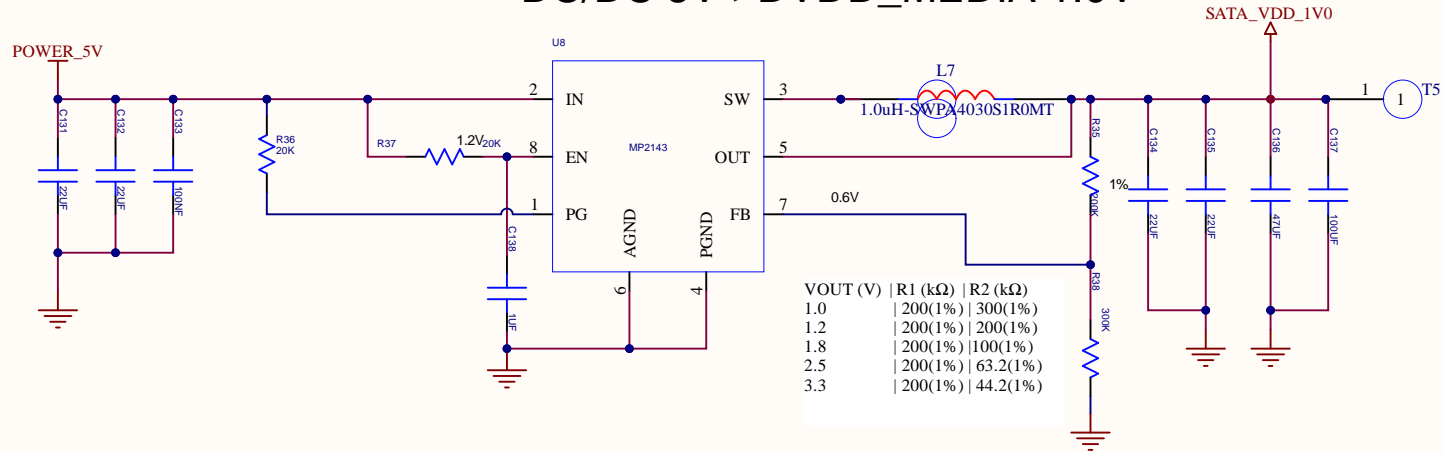 SATA_VDD_1V0
POWER_5V
U8
L7
1.0uH-SWPA4030S1R0MT
2
IN
SW
3
1
1
T5
C131
C132
C133
R36
20K
R37
1.2V
20K
8
EN
MP2143
OUT
5
R35
200K
1%
C134
C135
C136
C137
22UF
22UF
100NF
1
PG
FB
7
0.6V
22UF
22UF
47UF
100UF
AGND
PGND
6
4
C138
1UF
R38
300K
VOUT (V) | R1 (kΩ) | R2 (kΩ)
1.0 | 200(1%) | 300(1%)
1.2 | 200(1%) | 200(1%)
1.8 | 200(1%) |100(1%)
2.5 | 200(1%) | 63.2(1%)
3.3 | 200(1%) | 44.2(1%)